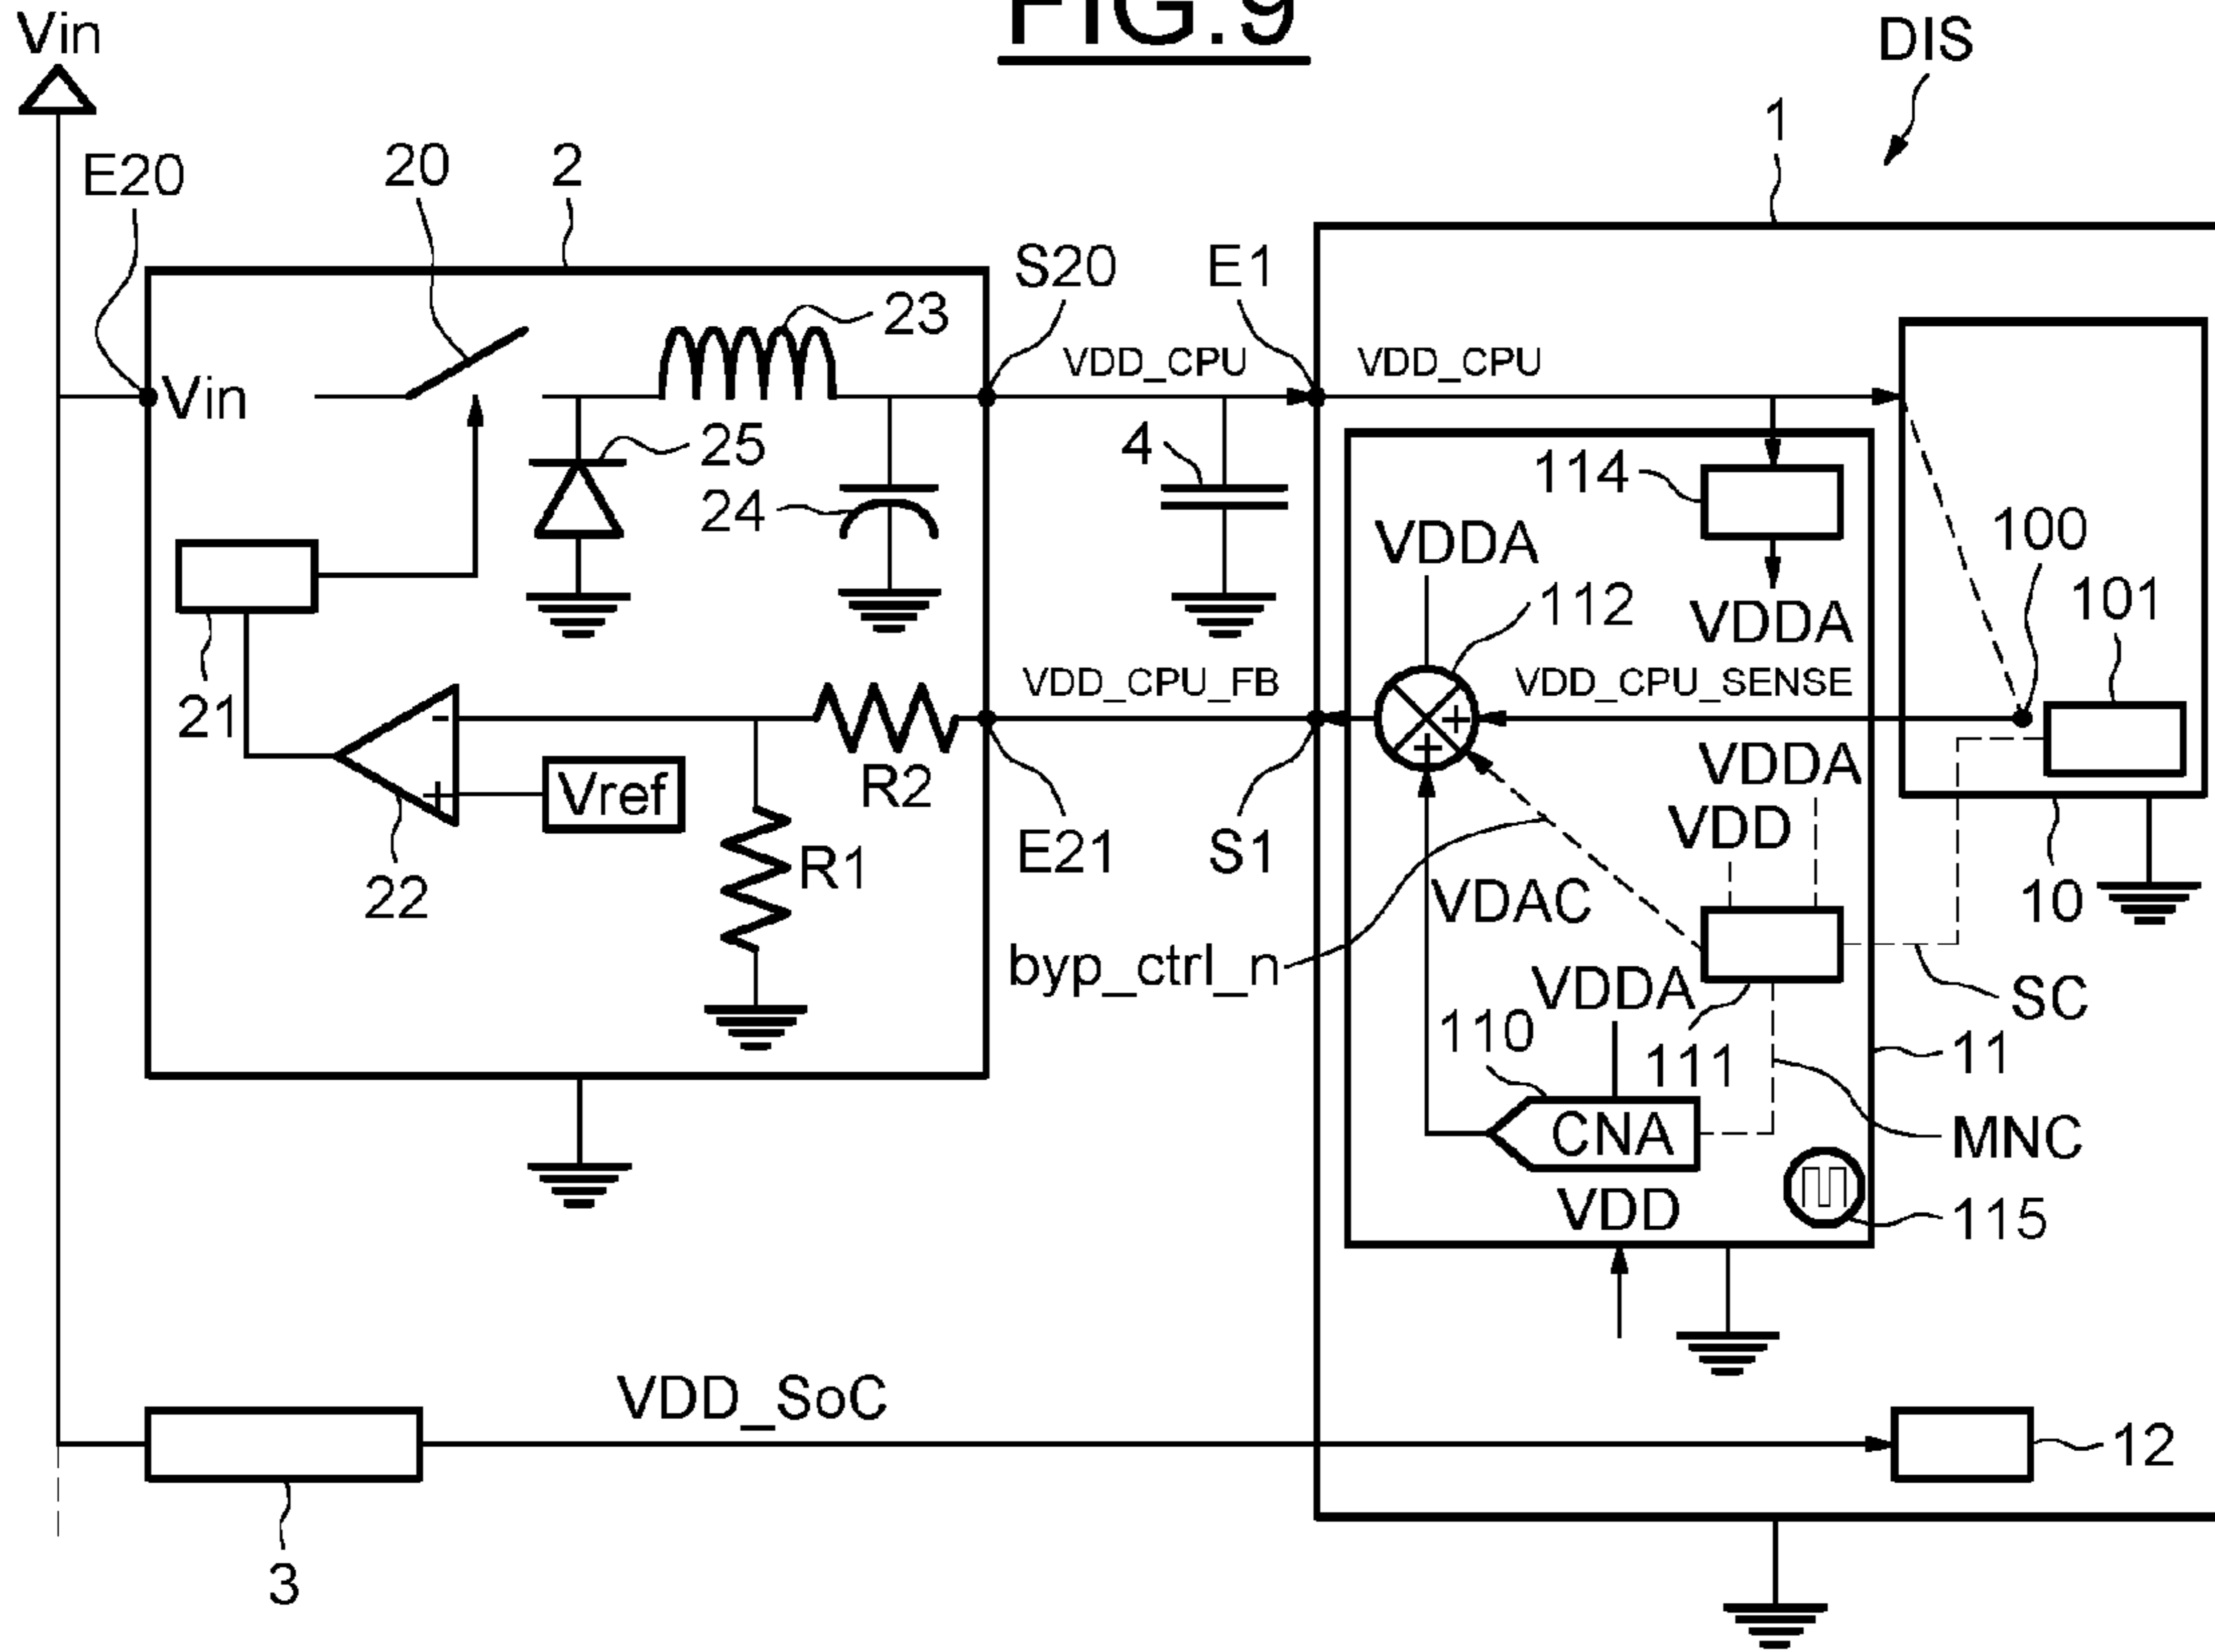 FIG.9
Vin
DIS
1
E20
20
2
S20
E1
23
VDD_CPU
VDD_CPU
Vin
25
4
114
24
100
VDDA
101
112
VDDA
21
VDD_CPU_FB
VDD_CPU_SENSE
-
+
+
R2
VDDA
Vref
+
VDD
E21
S1
R1
22
VDAC
10
byp_ctrl_n
VDDA
SC
110
111
11
CNA
MNC
VDD
115
VDD_SoC
12
3